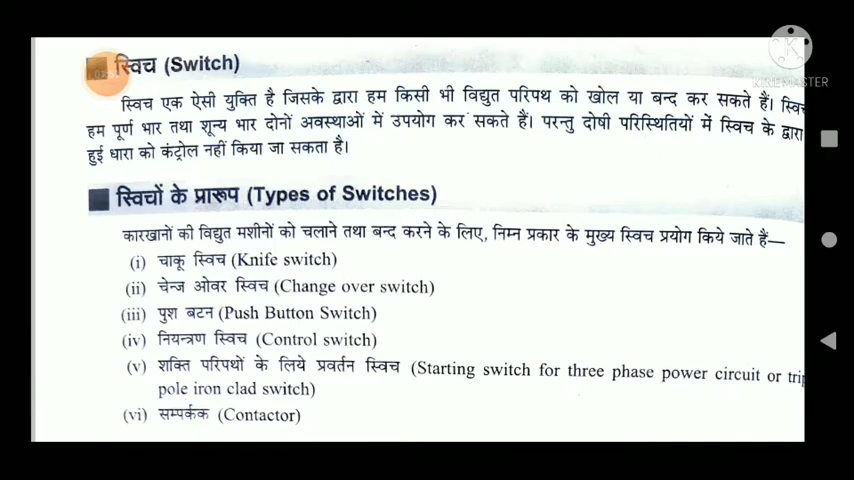 KINEMASTER
स्विच (Switch)
स्विच एक ऐसी युक्ति है जिसके द्वारा हम किसी भी विद्युत परिपथ को खोल या बन्द कर सकते हैं। स्विच
हम पूर्ण भार तथा शून्य भार दोनों अवस्थाओं में उपयोग कर सकते हैं। परन्तु दोषी परिस्थितियों में स्विच के द्वारा
हुई धारा को कंट्रोल नहीं किया जा सकता है।
स्विचों के प्रारूप (Types of Switches)
कारखानों की विद्युत मशीनों को चलाने तथा बन्द करने के लिए, निम्न प्रकार के मुख्य स्विच प्रयोग किये जाते हैं—
(i) चाकू स्विच (Knife switch)
(ii) चेन्ज ओवर स्विच (Change over switch)
(iii) पुश बटन (Push Button Switch)
(iv) नियन्त्रण स्विच (Control switch)
(v) शक्ति परिपथों के लिये प्रवर्तन स्विच (Starting switch for three phase power circuit or trip
pole iron clad switch)
(vi) सम्पर्कक (Contactor)